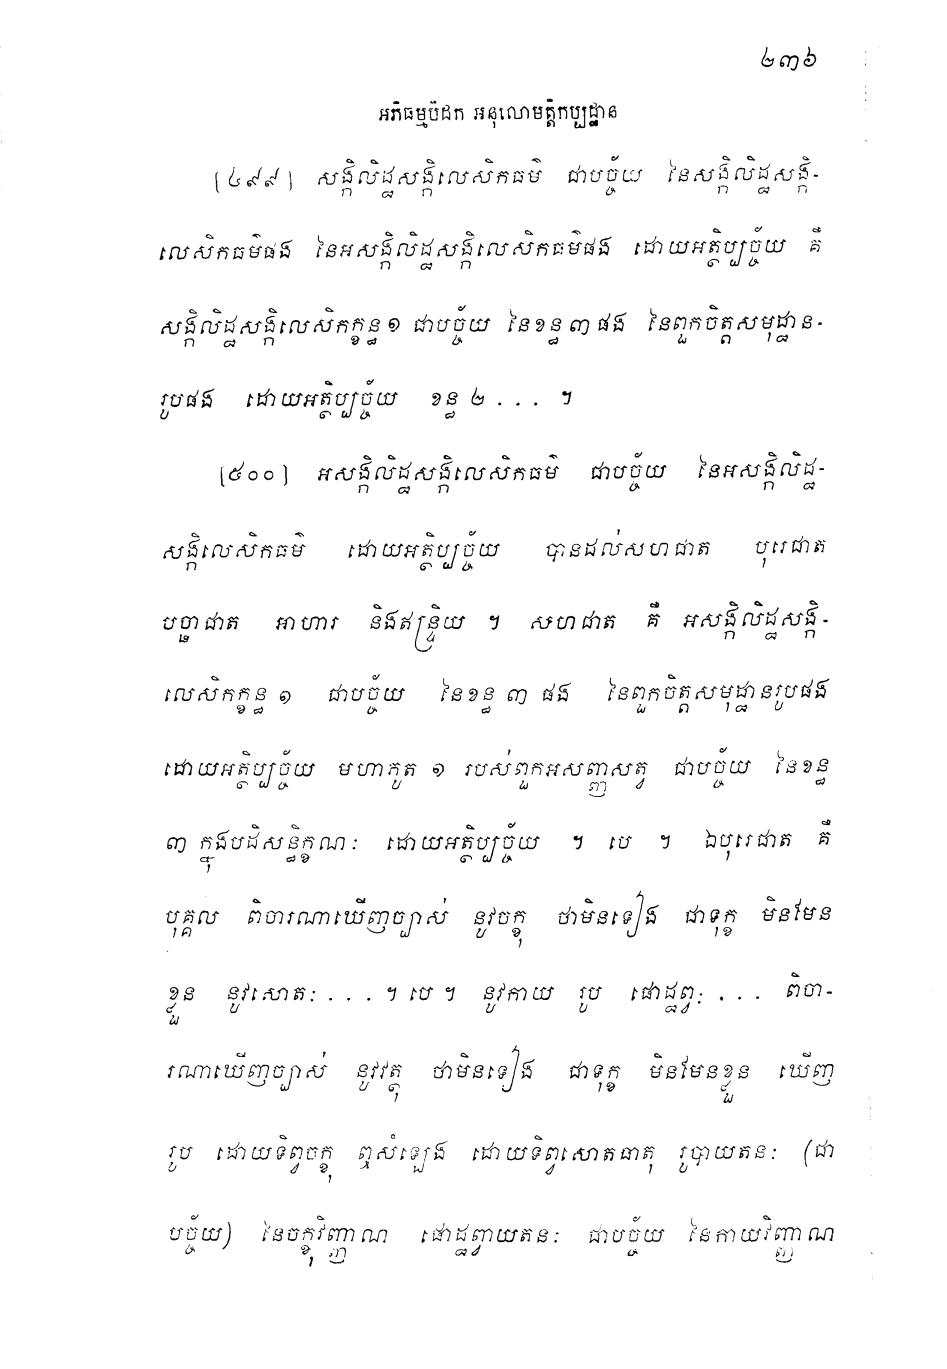 ២៣៦
អភិធម្មបិដក អនុលោមត្តិកប្បដ្ឋាន
[៤៩៩] សង្កិលិដ្ឋសង្កិលេសិកធម៌ ជាបច្ច័យ នៃសង្កិលិដ្ឋសង្កិ-
លេសិកធម៌ផង នៃអសង្កិលិដ្ឋសង្កិលេសិកធម៌ផង ដោយអត្ថិប្បច្ច័យ គឺ
សង្កិលិដ្ឋសង្កិលេសិកក្ខន្ធ ១ ជាបច្ច័យ នៃខន្ធ ៣ ផង នៃពួកចិត្តសមុដ្ឋាន-
រូបផង ដោយអត្ថិប្បច្ច័យ ខន្ធ ២ . . . ។
[៥០០] អសង្កិលិដ្ឋសង្កិលេសិកធម៌ ជាបច្ច័យ នៃអសង្កិលិដ្ឋ-
សង្កិលេសិកធម៌ ដោយអត្ថិប្បច្ច័យ បានដល់សហជាត បុរេជាត
បច្ឆាជាត អាហារ និងឥន្ទ្រិយ ។ សហជាត គឺ អសង្កិលិដ្ឋសង្កិ-
លេសិកក្ខន្ធ ១ ជាបច្ច័យ នៃខន្ធ ៣ ផង នៃពួកចិត្តសមុដ្ឋានរូបផង
ដោយអត្ថិប្បច្ច័យ មហាភូត ១ របស់ពួកអសញ្ញសត្វ ជាបច្ច័យ នៃខន្ធ
៣ ក្នុងបដិសន្ធិក្ខណៈ ដោយអត្ថិប្បច្ច័យ ។ បេ ។ ឯបុរេជាត គឺ
បុគ្គល ពិចារណាឃើញច្បាស់ នូវចក្ខុ ថាមិនទៀង ជាទុក្ខ មិនមែន
ខ្លួន នូវសោតៈ . . . ។ បេ ។ នូវកាយ រូប ផោដ្ឋព្វៈ . . . ពិចា-
រណាឃើញច្បាស់ នូវវត្ថុ ថាមិនទៀង ជាទុក្ខ មិនមែនខ្លួន ឃើញ
រូប ដោយទិព្វចក្ខុ ឮសំឡេង ដោយទិព្វសោតធាតុ រូបាយតនៈ (ជា
បច្ច័យ) នៃចក្ខុវិញ្ញាណ ផោដ្ឋព្វាយតនៈ ជាបច្ច័យ នៃកាយវិញ្ញាណ